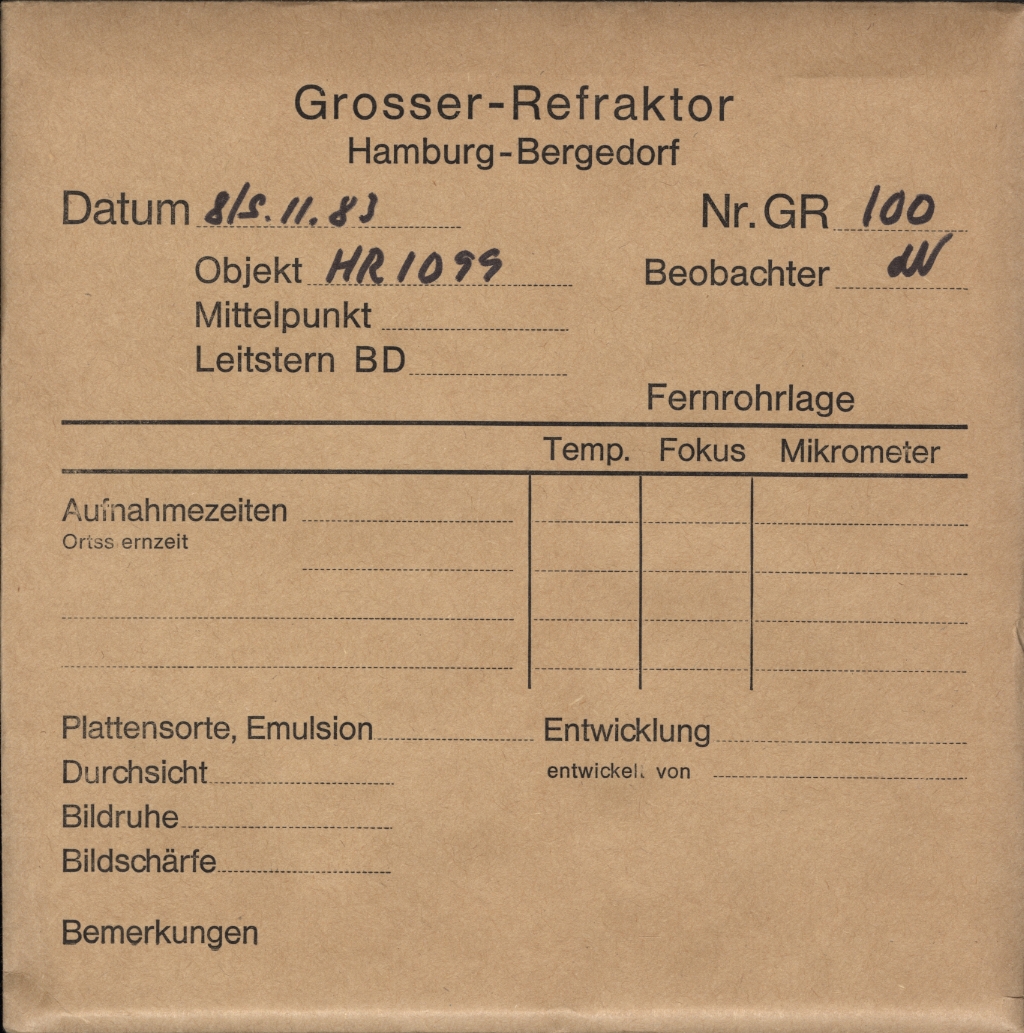 Grosser-Refraktor
Hamburg-Bergedorf
Datum 8/9.11.83 Nr. GR 100
Objekt HR 1099 Beobachter dW
Mittelpunkt
Leitstern BD
Fernrohrlage
Temp. Fokus Mikrometer
Aufnahmezeiten
Ortssternzeit
Plattensorte, Emulsion Entwicklung
Durchsicht entwickelt von
Bildruhe
Bildschärfe
Bemerkungen